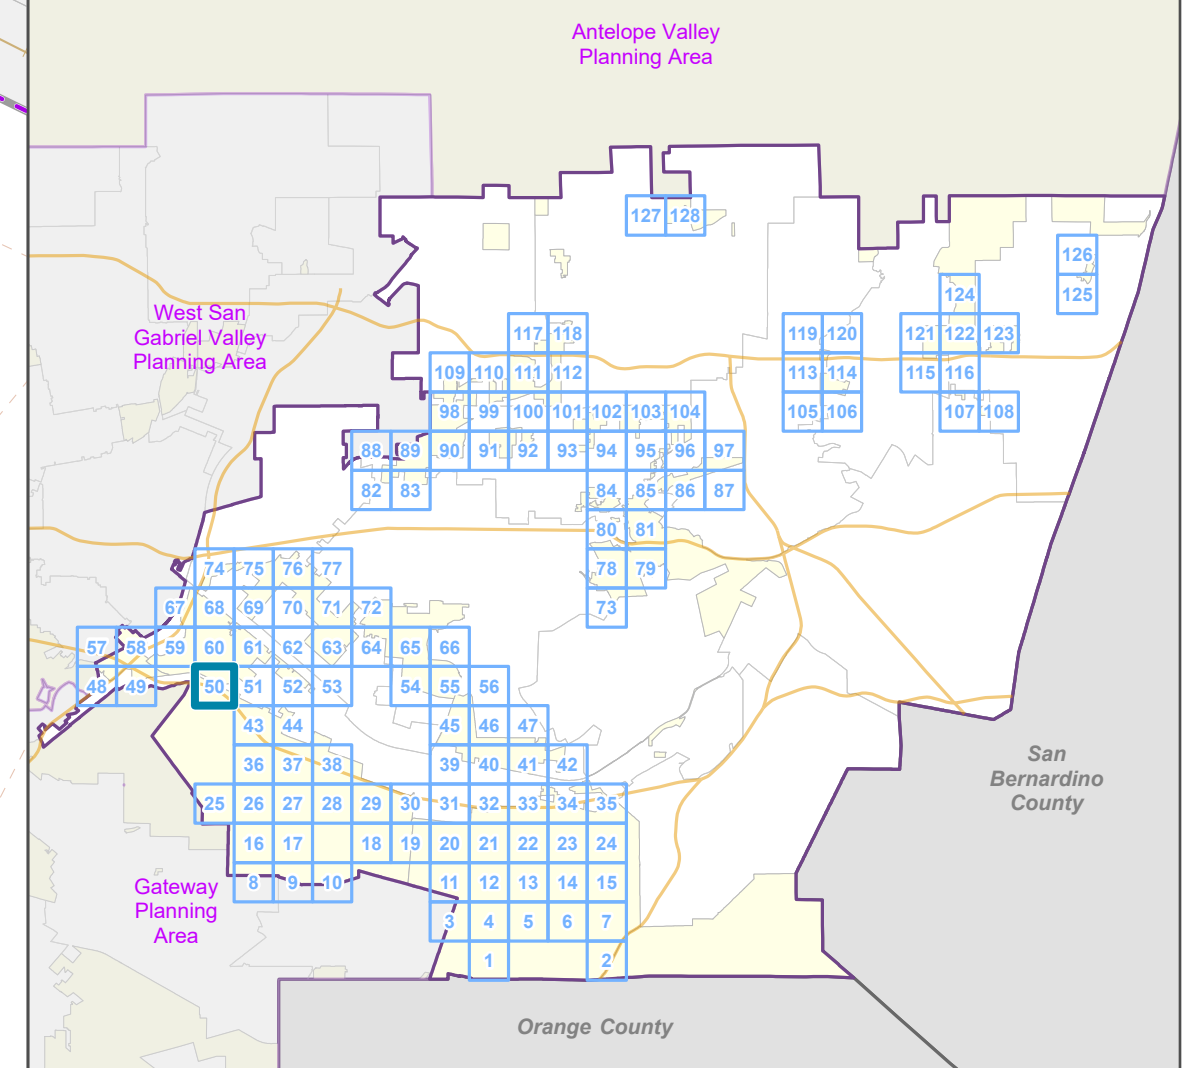 Antelope Valley
Planning Area
127 128
126
124 125
West San
Gabriel Valley
Planning Area
117 118 119 120 121 122 123
109 110 111 112 113 114 115 116
98 99 100 101 102 103 104 105 106 107 108
88 89 90 91 92 93 94 95 96 97
82 83 84 85 86 87
80 81
74 75 76 77 78 79
67 68 69 70 71 72 73
57 58 59 60 61 62 63 64 65 66
48 49 50 51 52 53 54 55 56
43 44 45 46 47
36 37 38 39 40 41 42
San
Bernardino
County
25 26 27 28 29 30 31 32 33 34 35
16 17 18 19 20 21 22 23 24
8 9 10 11 12 13 14 15
Gateway
Planning
Area
3 4 5 6 7
1 2
Orange County